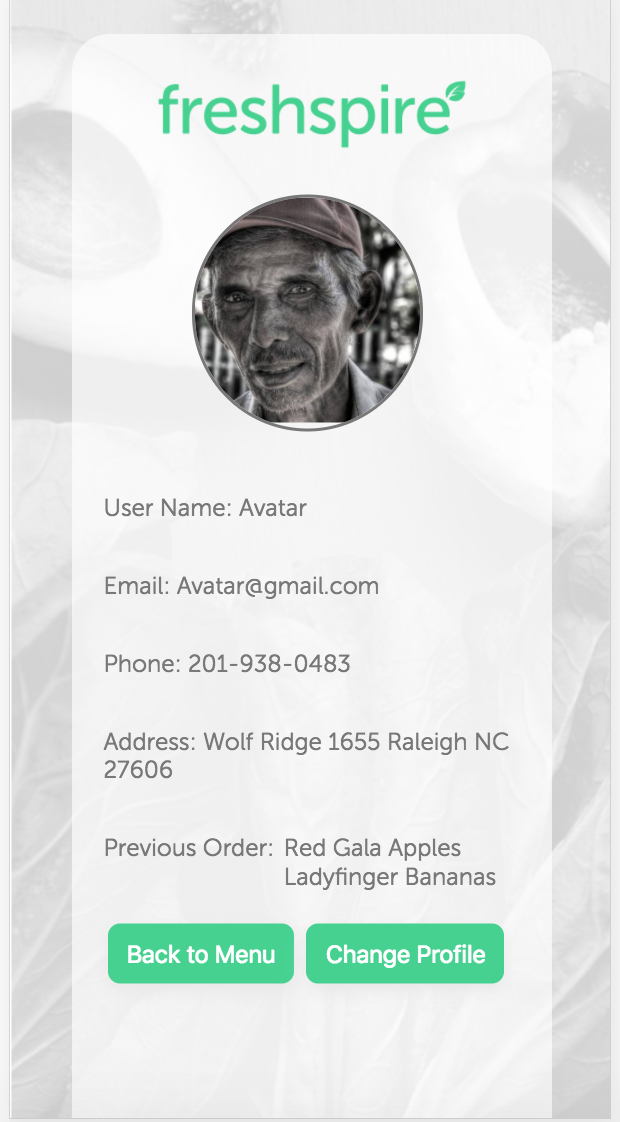 freshspire
User Name: Avatar
Email: Avatar@gmail.com
Phone: 201-938-0483
Address: Wolf Ridge 1655 Raleigh NC
27606
Previous Order: Red Gala Apples
Ladyfinger Bananas
Back to Menu Change Profile